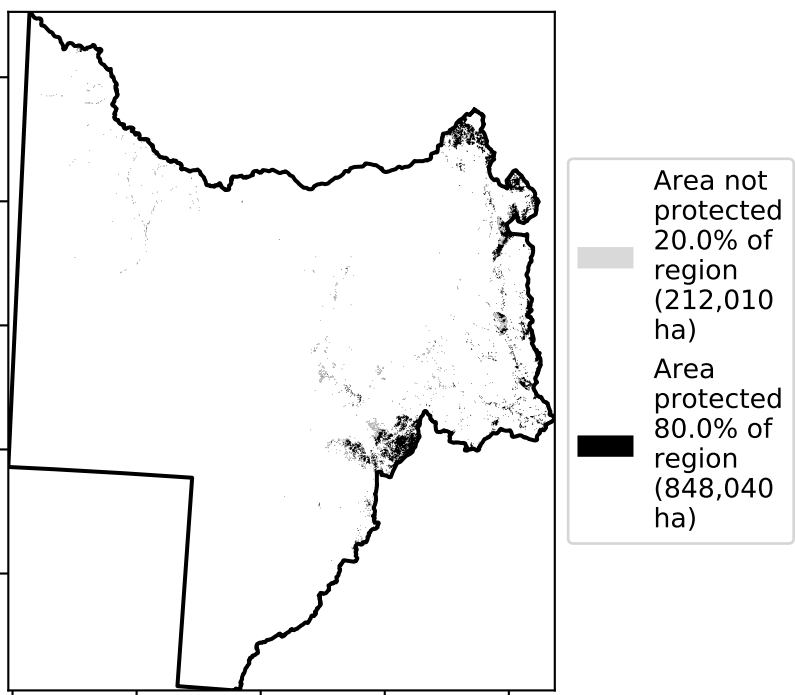 Area not
protected
20.0% of
region
(212,010
ha)
Area
protected
80.0% of
region
(848,040
ha)